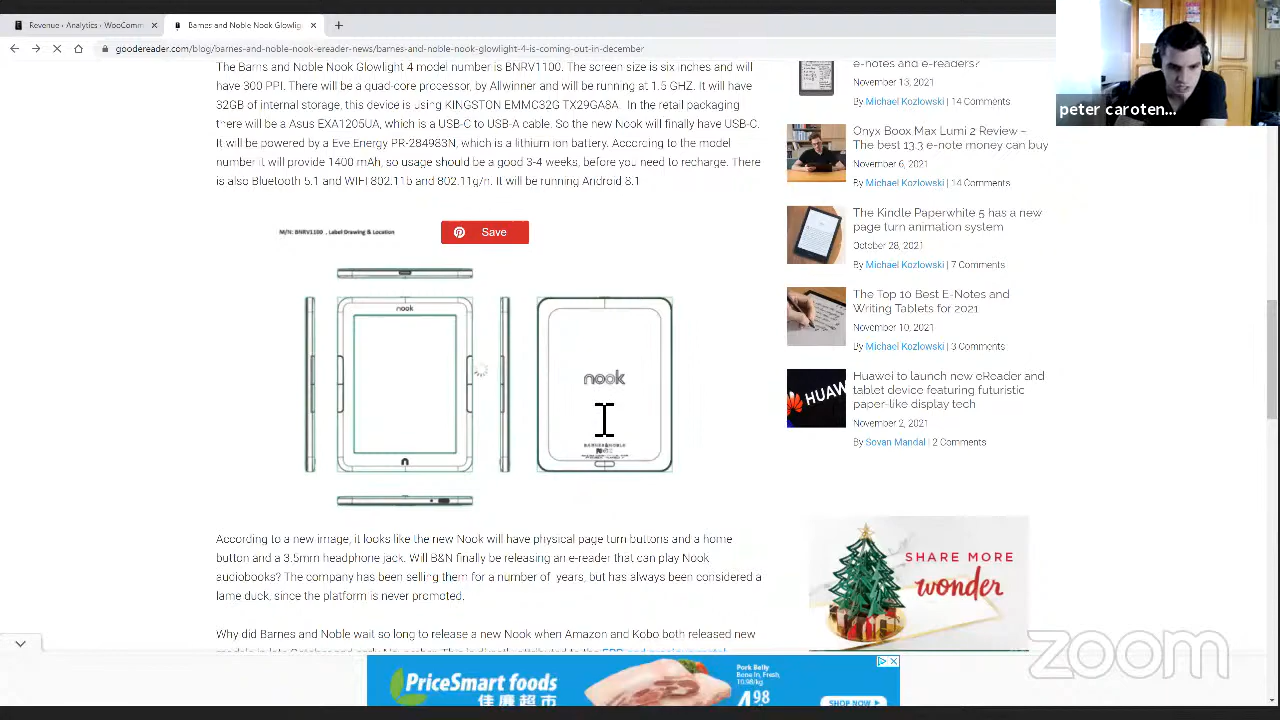 Revenue ‹ Analytics ‹ WooComm
Barnes and Noble Nook Glowlig
goodereader.com/blog/barnes-and-noble-nook-ereader-news/barnes-and-noble-nook-glowlight-4-is-coming-out-in-december
The Barns and Noble Nook Glowlight 4 model number is BNRV1100. The screen size is six inches and will
have 300 PPI. There will be a quad-core processor by Allwinner and will be running at 1.5 GHZ. It will have
32GB of internal storage, this device is using KINGSTON EMMC32G TX29GA8A. In the retail packaging
there will be a Asus EXA1205UA, which is a USB-C to USB-A cable. So the new Nook will finally have USB-C.
It will be powered by a Eve Energy PR-284983N, which is a lithium-ion battery. According to the model
number it will provide 1400 mAh, so usage should be a good 3-4 weeks, before you need to recharge. There
is also Bluetooth 5.1 and WIFI 802.11b and 802.11g/n. It will be running Android 8.1
M/N: BNRV1100 , Label Drawing & Location
Save
nook
nook
BARNES&NOBLE
According to a new image, it looks like the new Nook will have physical page turn buttons and a home
button and a 3.5mm headphone jack. Will B&N finally be releasing an e-reader that can play Nook
audiobooks? The company has been selling them for a number of years, but has always been considered a
lame duck, since the platform is never promoted.
Why did Barnes and Noble wait so long to release a new Nook when Amazon and Kobo both released new
e-notes and e-readers?
November 13, 2021
By Michael Kozlowski | 14 Comments
Onyx Boox Max Lumi 2 Review –
The best 13.3 e-note money can buy
November 6, 2021
By Michael Kozlowski | 14 Comments
The Kindle Paperwhite 5 has a new
page turn animation system
October 28, 2021
By Michael Kozlowski | 7 Comments
The Top 10 Best E-Notes and
Writing Tablets for 2021
November 10, 2021
By Michael Kozlowski | 3 Comments
HUAW
Huawei to launch new eReader and
tablet device featuring futuristic
paper-like display tech
November 2, 2021
By Sovan Mandal | 2 Comments
SHARE MORE
wonder
PriceSmart foods
佳廉超市
Pork Belly
Bone In, Fresh,
10.98/kg
4.98
SHOP NOW
peter caroten...
zoom